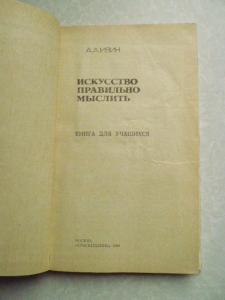 А.А.ИВИН
ИСКУССТВО
ПРАВИЛЬНО
МЫСЛИТЬ
КНИГА ДЛЯ УЧАЩИХСЯ
МОСКВА
«ПРОСВЕЩЕНИЕ»